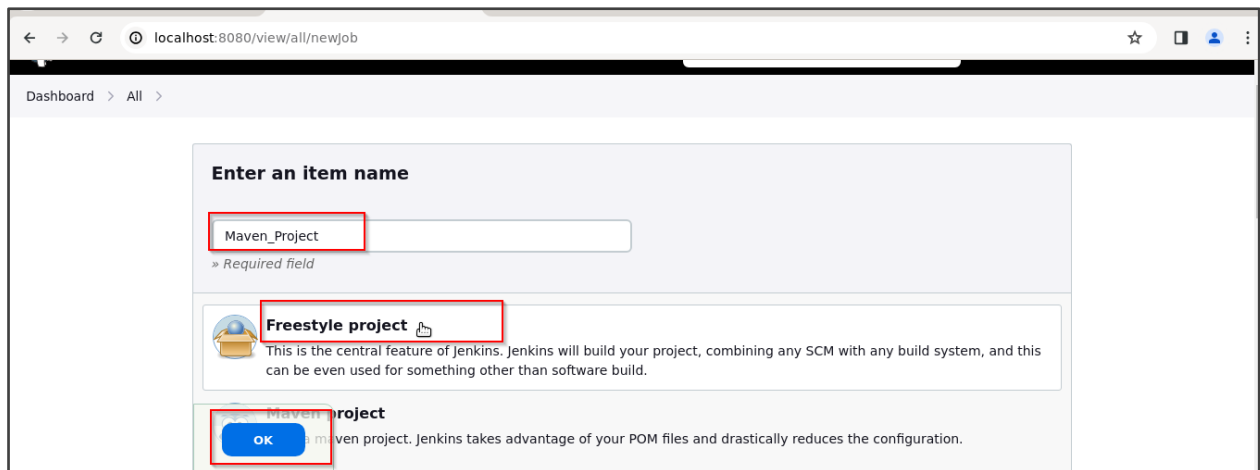 localhost:8080/view/all/newJob
Dashboard > All >
Enter an item name
Maven_Project
» Required field
Freestyle project
This is the central feature of Jenkins. Jenkins will build your project, combining any SCM with any build system, and this
can be even used for something other than software build.
Maven project
OK a maven project. Jenkins takes advantage of your POM files and drastically reduces the configuration.